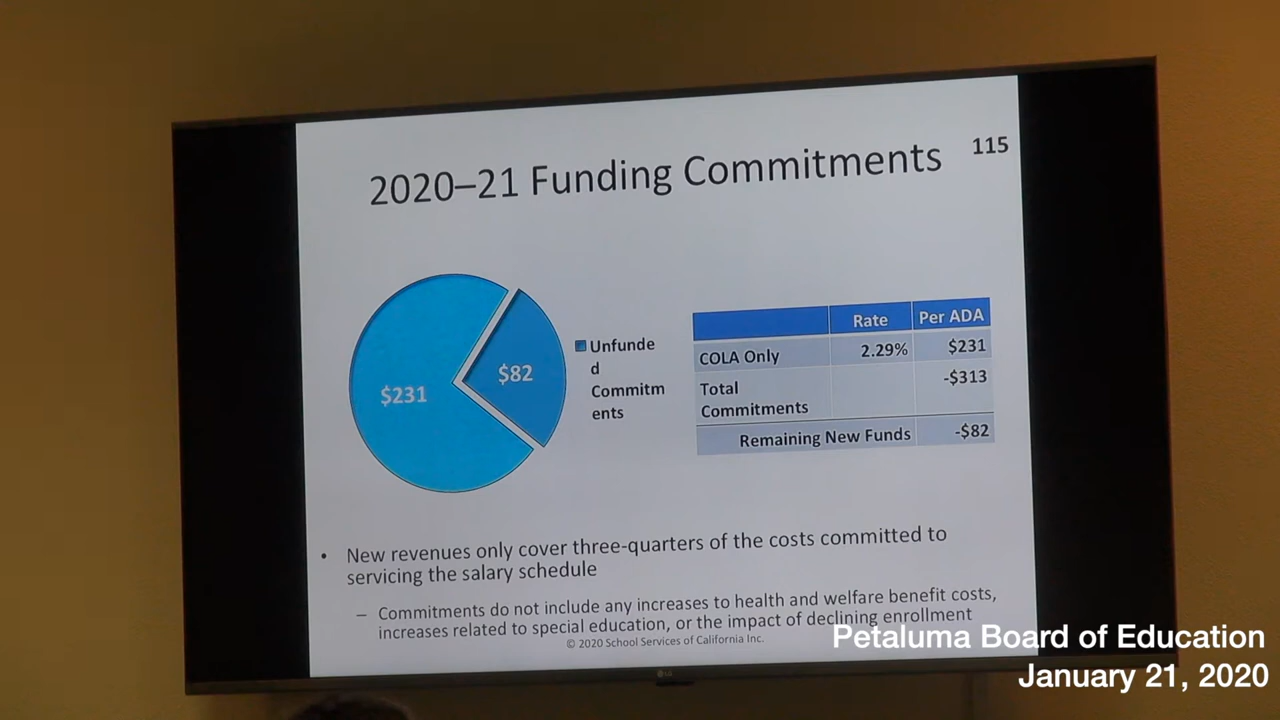 115
2020–21 Funding Commitments
$231
$82
Unfunde
d
Commitm
ents
Rate Per ADA
COLA Only 2.29% $231
Total
Commitments -$313
Remaining New Funds -$82
• New revenues only cover three-quarters of the costs committed to
servicing the salary schedule
– Commitments do not include any increases to health and welfare benefit costs,
increases related to special education, or the impact of declining enrollment
© 2020 School Services of California Inc.
LG
Petaluma Board of Education
January 21, 2020